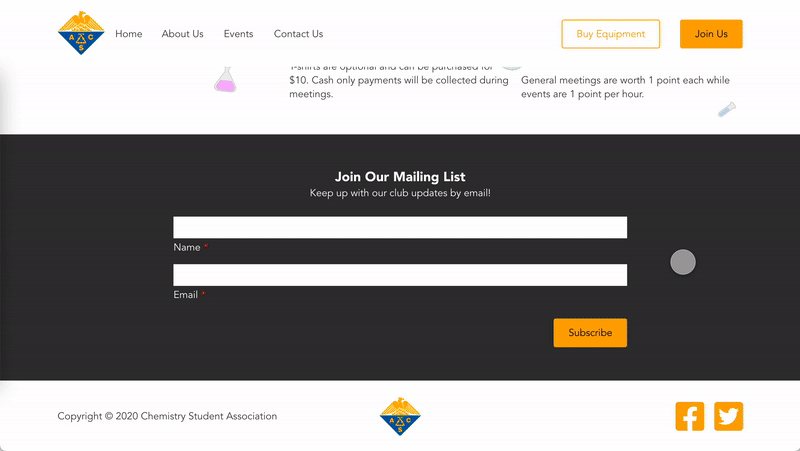 Home About Us Events Contact Us Buy Equipment Join Us
T-shirts are optional and can be purchased for
$10. Cash only payments will be collected during
meetings.
General meetings are worth 1 point each while
events are 1 point per hour.
Join Our Mailing List
Keep up with our club updates by email!
Name *
Email *
Subscribe
Copyright © 2020 Chemistry Student Association
A C S